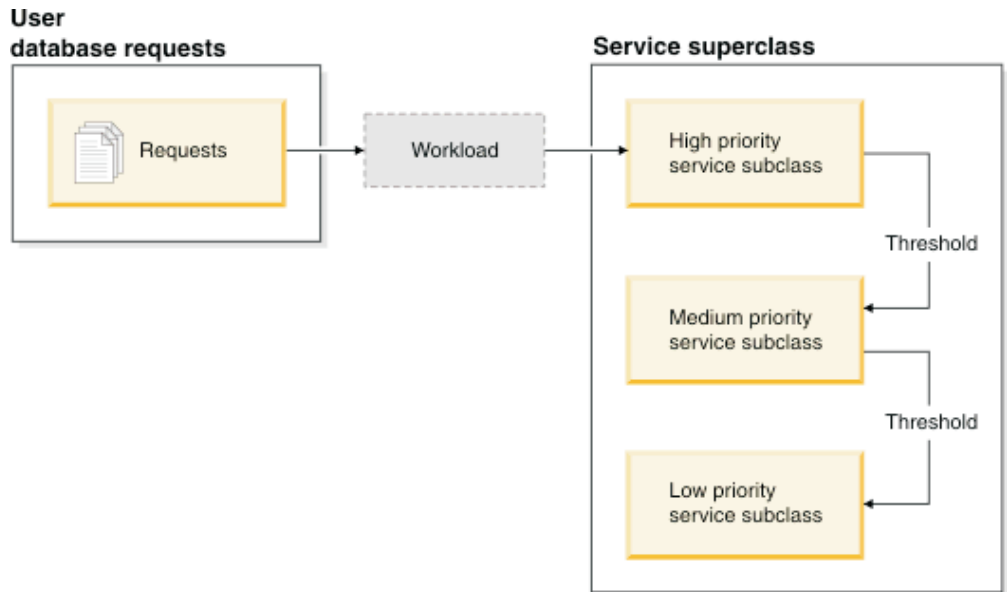 User
database requests
Requests
Workload
Service superclass
High priority
service subclass
Threshold
Medium priority
service subclass
Threshold
Low priority
service subclass